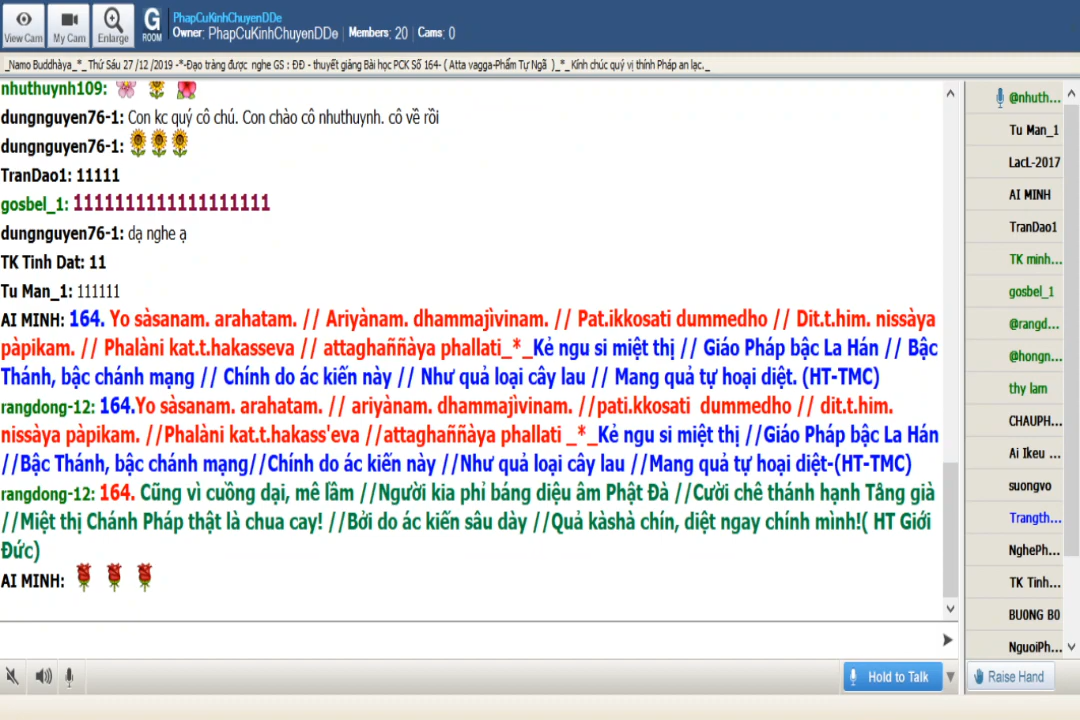 View Cam
My Cam
Enlarge
G ROOM
PhapCuKinhChuyenDDe
Owner: PhapCuKinhChuyenDDe | Members: 20 | Cams: 0
_Namo Buddhàya_*_ Thứ Sáu 27 /12 /2019 -*-Đạo tràng được nghe GS : ĐĐ - thuyết giảng Bài học PCK Số 164- ( Atta vagga-Phẩm Tự Ngã )_*_Kính chúc quý vị thính Pháp an lạc._
nhuthuynh109:
dungnguyen76-1: Con kc quý cô chú. Con chào cô nhuthuynh. cô về rồi
dungnguyen76-1:
TranDao1: 11111
gosbel_1: 1111111111111111111
dungnguyen76-1: dạ nghe ạ
TK Tinh Dat: 11
Tu Man_1: 111111
AI MINH: 164. Yo sàsanam. arahatam. // Ariyànam. dhammajìvinam. // Pat.ikkosati dummedho // Dit.t.him. nissàya
pàpikam. // Phalàni kat.t.hakasseva // attaghaññàya phallati_*_Kẻ ngu si miệt thị // Giáo Pháp bậc La Hán // Bậc
Thánh, bậc chánh mạng // Chính do ác kiến này // Như quả loại cây lau // Mang quả tự hoại diệt. (HT-TMC)
rangdong-12: 164.Yo sàsanam. arahatam. // ariyànam. dhammajìvinam. //pati.kkosati dummedho // dit.t.him.
nissàya pàpikam. //Phalàni kat.t.hakass'eva //attaghaññàya phallati _*_Kẻ ngu si miệt thị //Giáo Pháp bậc La Hán
//Bậc Thánh, bậc chánh mạng//Chính do ác kiến này //Như quả loại cây lau //Mang quả tự hoại diệt-(HT-TMC)
rangdong-12: 164. Cũng vì cuồng dại, mê lầm //Người kia phỉ báng diệu âm Phật Đà //Cười chê thánh hạnh Tăng già
//Miệt thị Chánh Pháp thật là chua cay! //Bởi do ác kiến sâu dày //Quả kàshà chín, diệt ngay chính mình!( HT Giới
Đức)
AI MINH:
@nhuth...
Tu Man_1
LacL-2017
AI MINH
TranDao1
TK minh...
gosbel_1
@rangd...
@hongn...
thy lam
CHAUPH...
Ai Ikeu ...
suongvo
Trangth...
NghePh...
TK Tinh...
BU0NG B0
NguoiPh...
Hold to Talk
Raise Hand